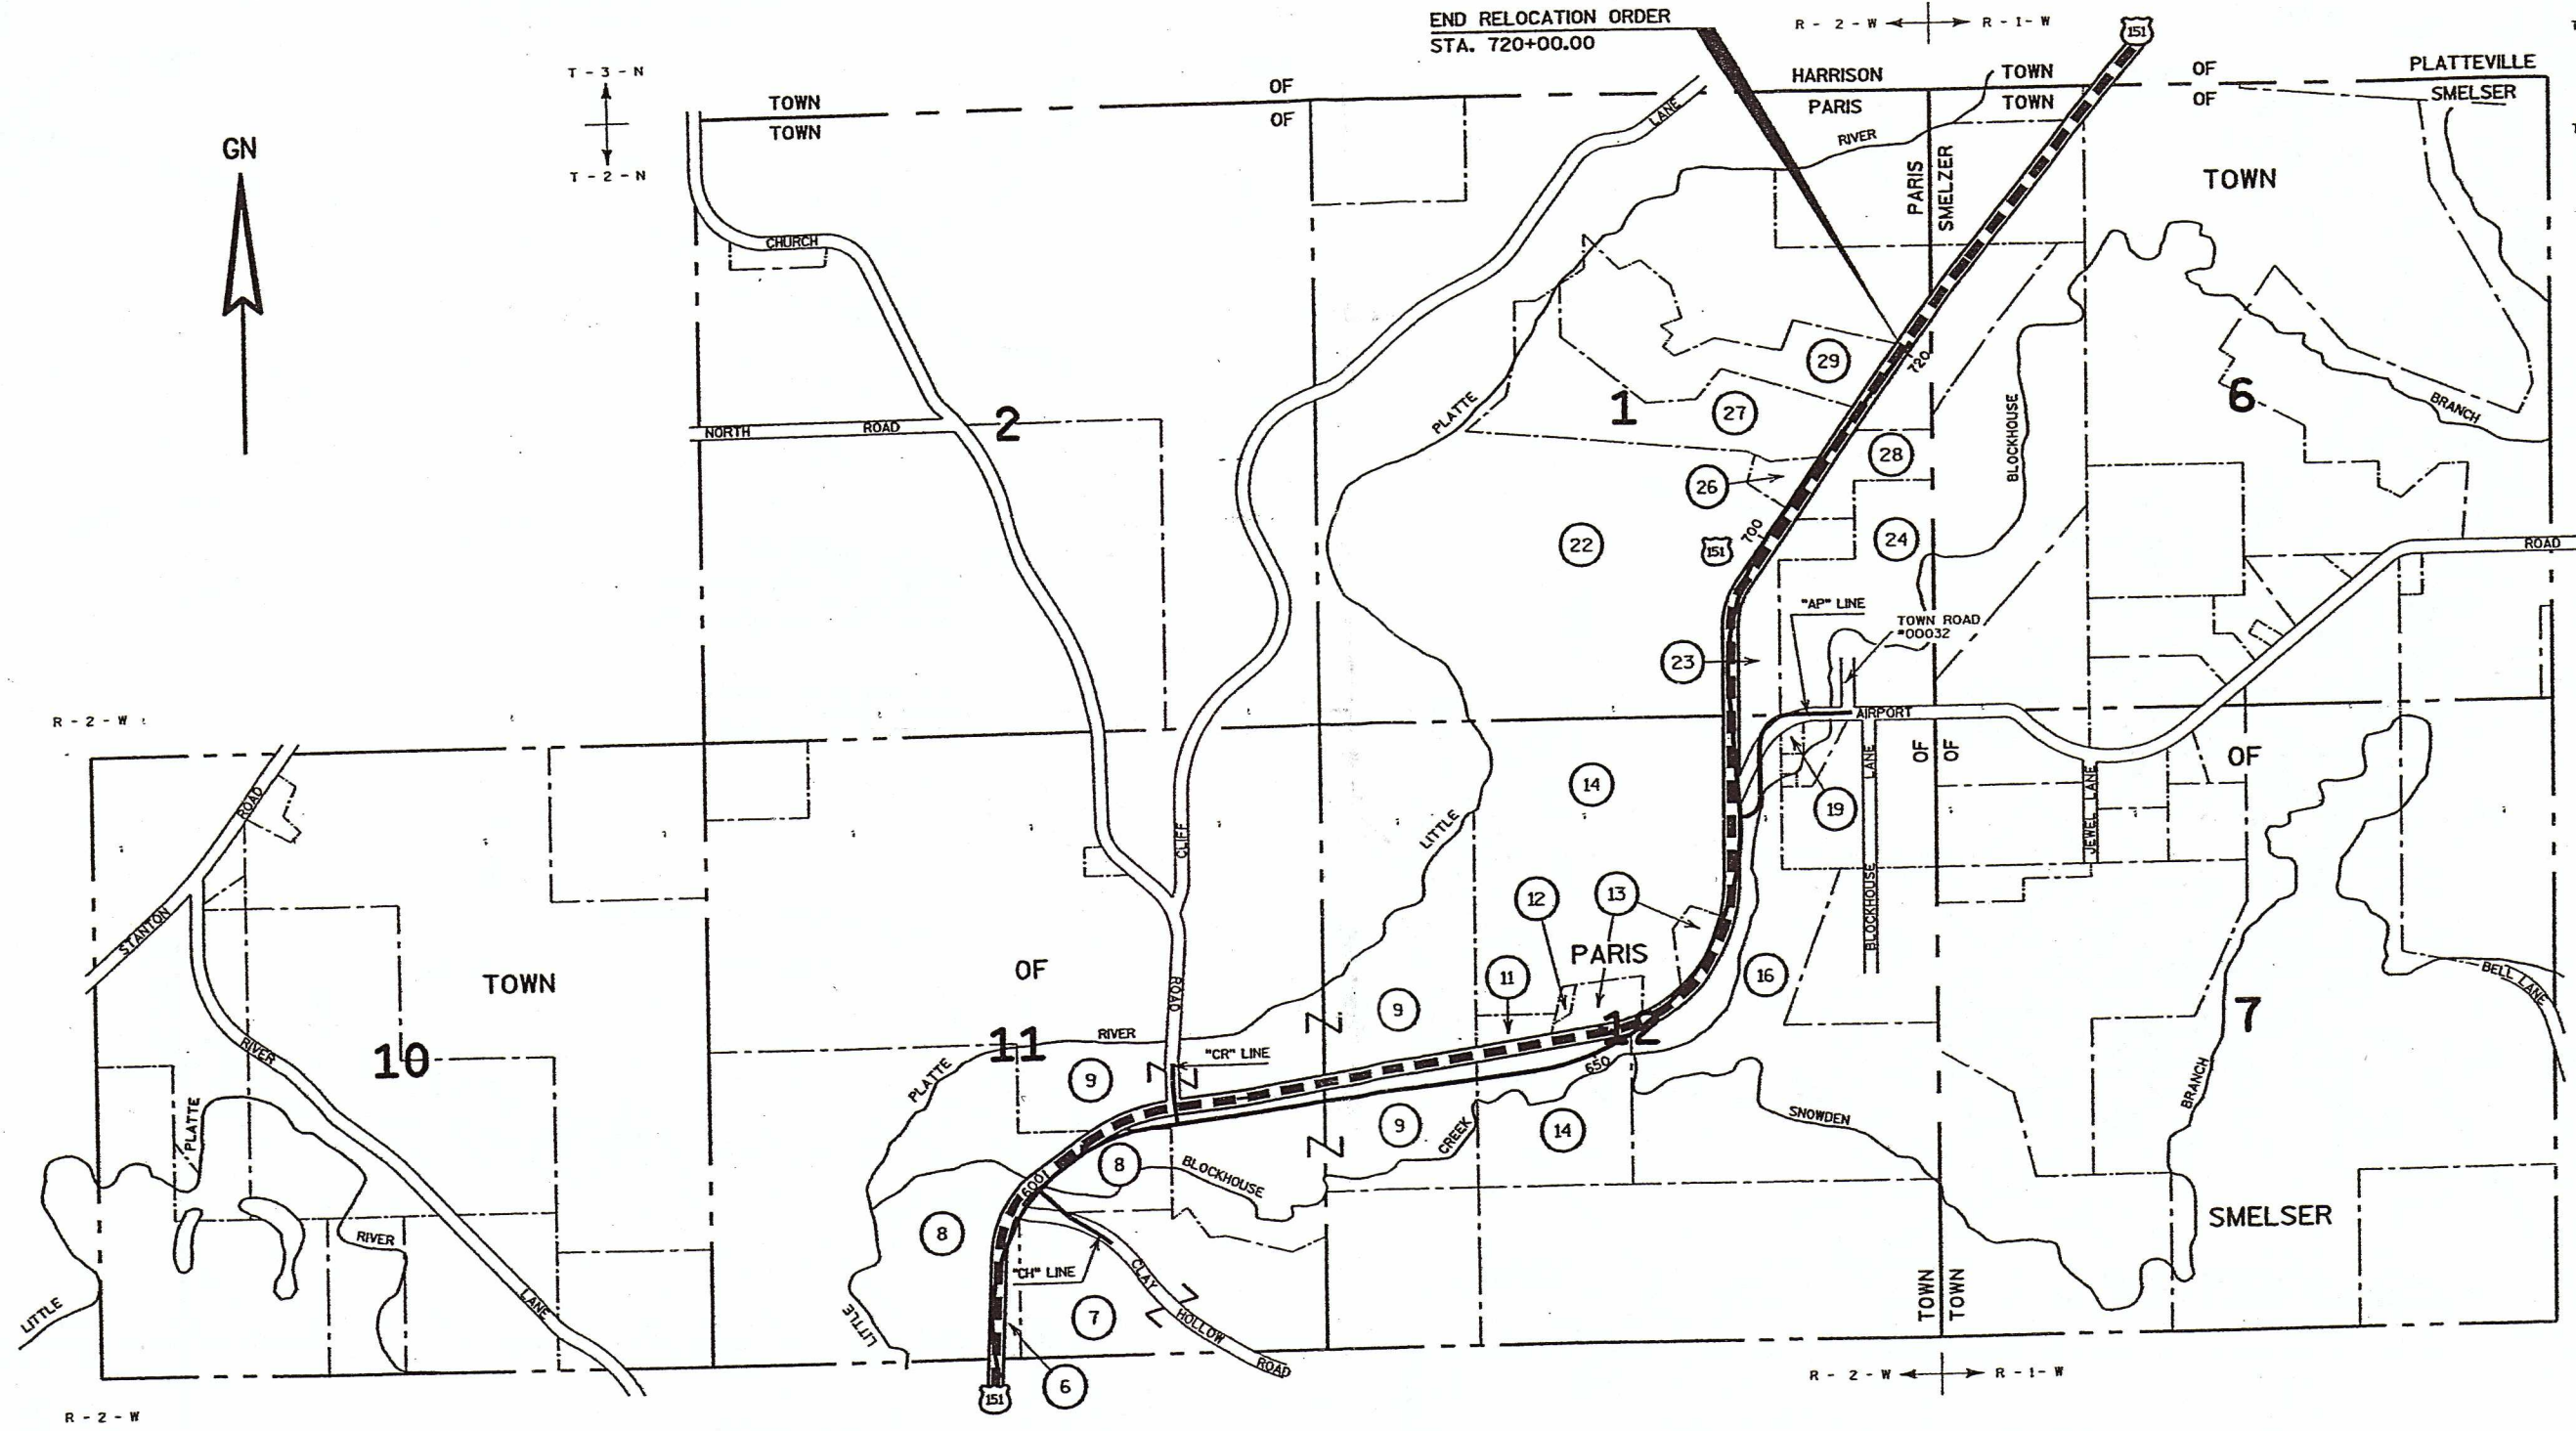 END RELOCATION ORDER
STA. 720+00.00
R - 2 - W R - 1 - W
151
T - 3 - N
T - 2 - N
GN
TOWN OF HARRISON TOWN OF PLATTEVILLE
TOWN OF PARIS TOWN OF SMELSER
LANE
RIVER
PARIS
SMELZER
TOWN
CHURCH
29
720
2
1
6
NORTH ROAD
PLATTE
27
BRANCH
BLOCKHOUSE
28
26
700
22
151
24
ROAD
"AP" LINE
TOWN ROAD
#00032
23
R - 2 - W
AIRPORT
OF
OF
OF
14
LANE
JEWEL LANE
ROAD
19
CLIFF
LITTLE
12
13
BLOCKHOUSE
STANTON
PARIS
16
TOWN
OF
11
BELL LANE
ROAD
9
7
10
RIVER
11
RIVER
12
"CR" LINE
650
9
PLATTE
BRANCH
PLATTE
9
CREEK
14
SNOWDEN
8
BLOCKHOUSE
600
SMELSER
8
RIVER
"CH" LINE
CLAY
HOLLOW
ROAD
LITTLE
LANE
LITTLE
7
TOWN
TOWN
6
151
R - 2 - W R - 1 - W
R - 2 - W